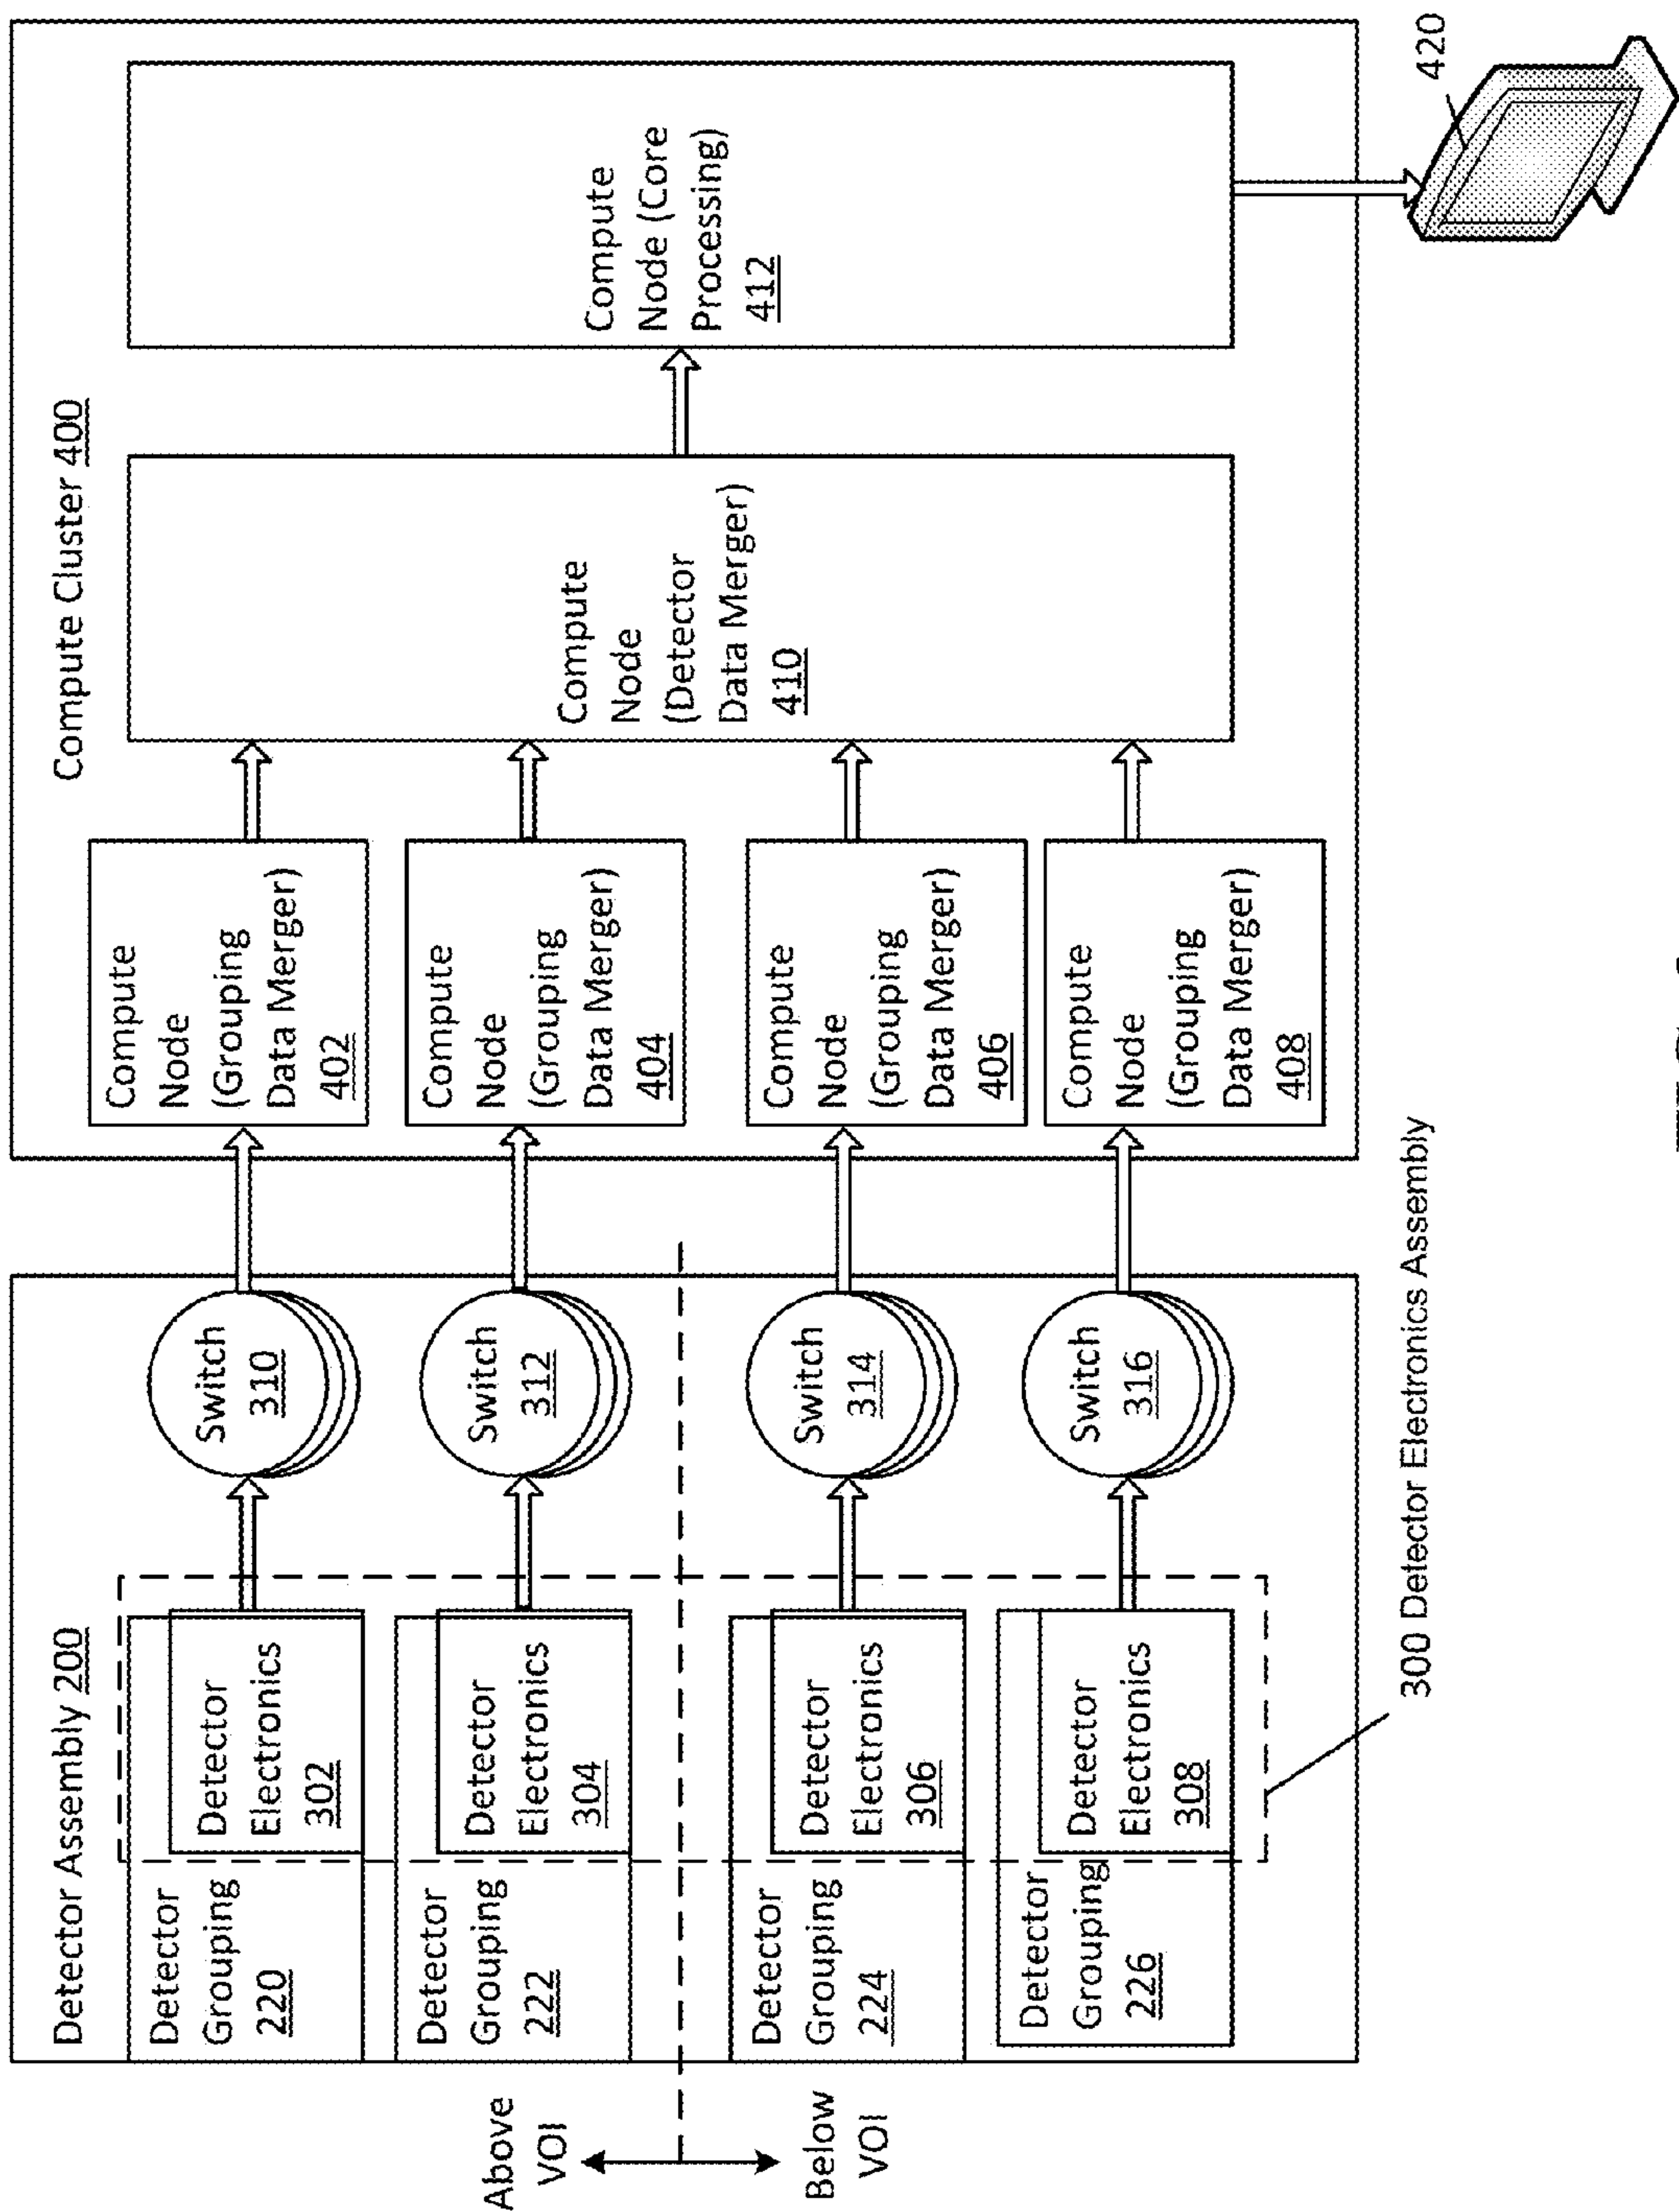 Detector Assembly 200
Compute Cluster 400
Above
VOI
Below
VOI
Detector
Grouping
220
Detector
Electronics
302
Switch
310
Compute
Node
(Grouping
Data Merger)
402
Detector
Grouping
222
Detector
Electronics
304
Switch
312
Compute
Node
(Grouping
Data Merger)
404
Detector
Grouping
224
Detector
Electronics
306
Switch
314
Compute
Node
(Grouping
Data Merger)
406
Detector
Grouping
226
Detector
Electronics
308
Switch
316
Compute
Node
(Grouping
Data Merger)
408
Compute
Node
(Detector
Data Merger)
410
Compute
Node (Core
Processing)
412
420
300 Detector Electronics Assembly